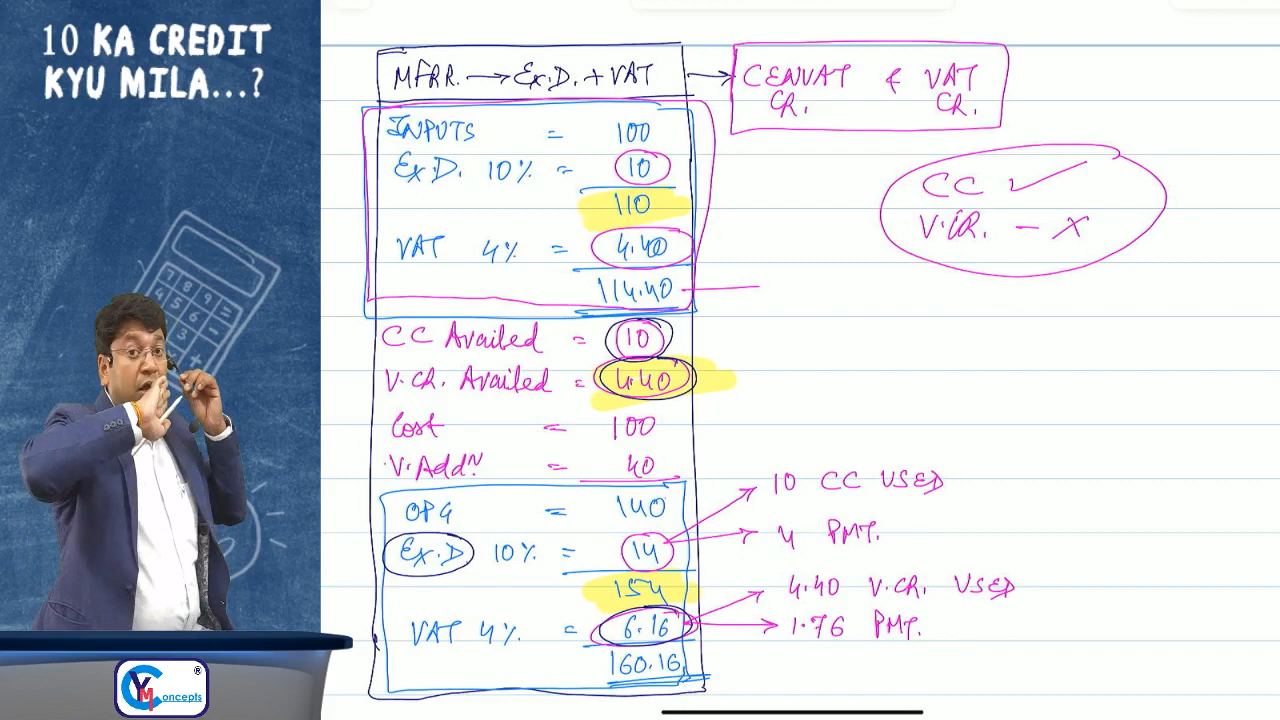 10 KA CREDIT
KYU MILA...?
MFRR. → Ex.D. + VAT → CENVAT & VAT
CR. CR.
INPUTS = 100
Ex.D. 10% = 10
110
VAT 4% = 4.40
114.40
CC ✓
V.CR. - X
CC Availed = 10
V.CR. Availed = 4.40
Cost = 100
V.Addn = 40
OPG = 140
Ex.D 10% = 14
154
VAT 4% = 6.16
160.16
10 CC USED
4 PMT.
4.40 V.CR. USED
1.76 PMT.
CYM Concepts ®